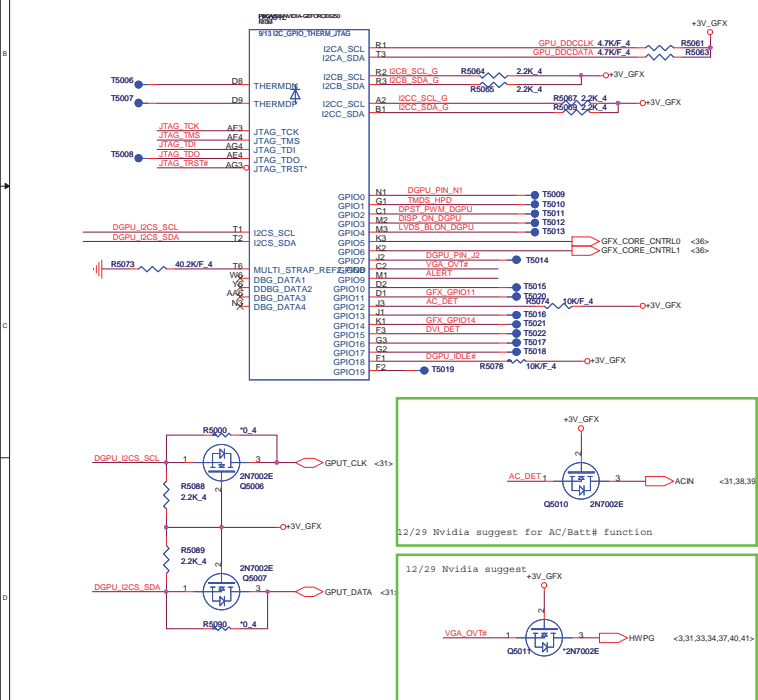 9/13 I2C_GPIO_THERM_JTAG
+3V_GFX
I2CA_SCL R1 GPU_DDCCLK 4.7K/F_4 R5061
I2CA_SDA T3 GPU_DDCDATA 4.7K/F_4 R5063
I2CB_SCL R2 I2CB_SCL_G R5064 2.2K_4 +3V_GFX
I2CB_SDA R3 I2CB_SDA_G R5065 2.2K_4
I2CC_SCL A2 I2CC_SCL_G R5067 2.2K_4 +3V_GFX
I2CC_SDA B1 I2CC_SDA_G 2.2K_4
T5006 D8 THERMDN
T5007 D9 THERMDP
JTAG_TCK AF3 JTAG_TCK
JTAG_TMS AF4 JTAG_TMS
JTAG_TDI AG4 JTAG_TDI
T5008 JTAG_TDO AE4 JTAG_TDO
JTAG_TRST# AG3 JTAG_TRST*
GPIO0 N1 DGPU_PIN_N1 T5009
GPIO1 G1 TMDS_HPD T5010
GPIO2 C1 DPST_PWM_DGPU T5011
GPIO3 M2 DISP_ON_DGPU T5012
GPIO4 M3 LVDS_BLON_DGPU T5013
GPIO5 K3 GFX_CORE_CNTRL0 <36>
GPIO6 K2 GFX_CORE_CNTRL1 <36>
J2 DGPU_PIN_J2 T5014
C2 VGA_OVT#
GPIO9 M1 ALERT
GPIO10 D2 T5015
GPIO11 D1 GFX_GPIO11 T5020
GPIO12 J3 AC_DET R5074 10K/F_4 +3V_GFX
GPIO13 J1 T5016
GPIO14 K1 GFX_GPIO14 T5021
GPIO15 F3 DVI_DET T5022
GPIO16 G3 T5017
GPIO17 G2 T5018
GPIO18 F1 DGPU_IDLE# R5078 10K/F_4 +3V_GFX
GPIO19 F2 T5019
DGPU_I2CS_SCL T1 I2CS_SCL
DGPU_I2CS_SDA T2 I2CS_SDA
R5073 40.2K/F_4 T6 MULTI_STRAP_REF
DBG_DATA1
DDBG_DATA2
DBG_DATA3
DBG_DATA4
B
C
D
R5000 *0_4
DGPU_I2CS_SCL 1 3 GPUT_CLK <31>
2N7002E
Q5006
R5088
2.2K_4
2
+3V_GFX
R5089
2.2K_4
2
2N7002E
Q5007
DGPU_I2CS_SDA 1 3 GPUT_DATA <31>
R5090 *0_4
+3V_GFX
2
AC_DET 1 3 ACIN <31,38,39
Q5010 2N7002E
12/29 Nvidia suggest for AC/Batt# function
12/29 Nvidia suggest
+3V_GFX
2
VGA_OVT# 1 3 HWPG <3,31,33,34,37,40,41>
Q5011 *2N7002E